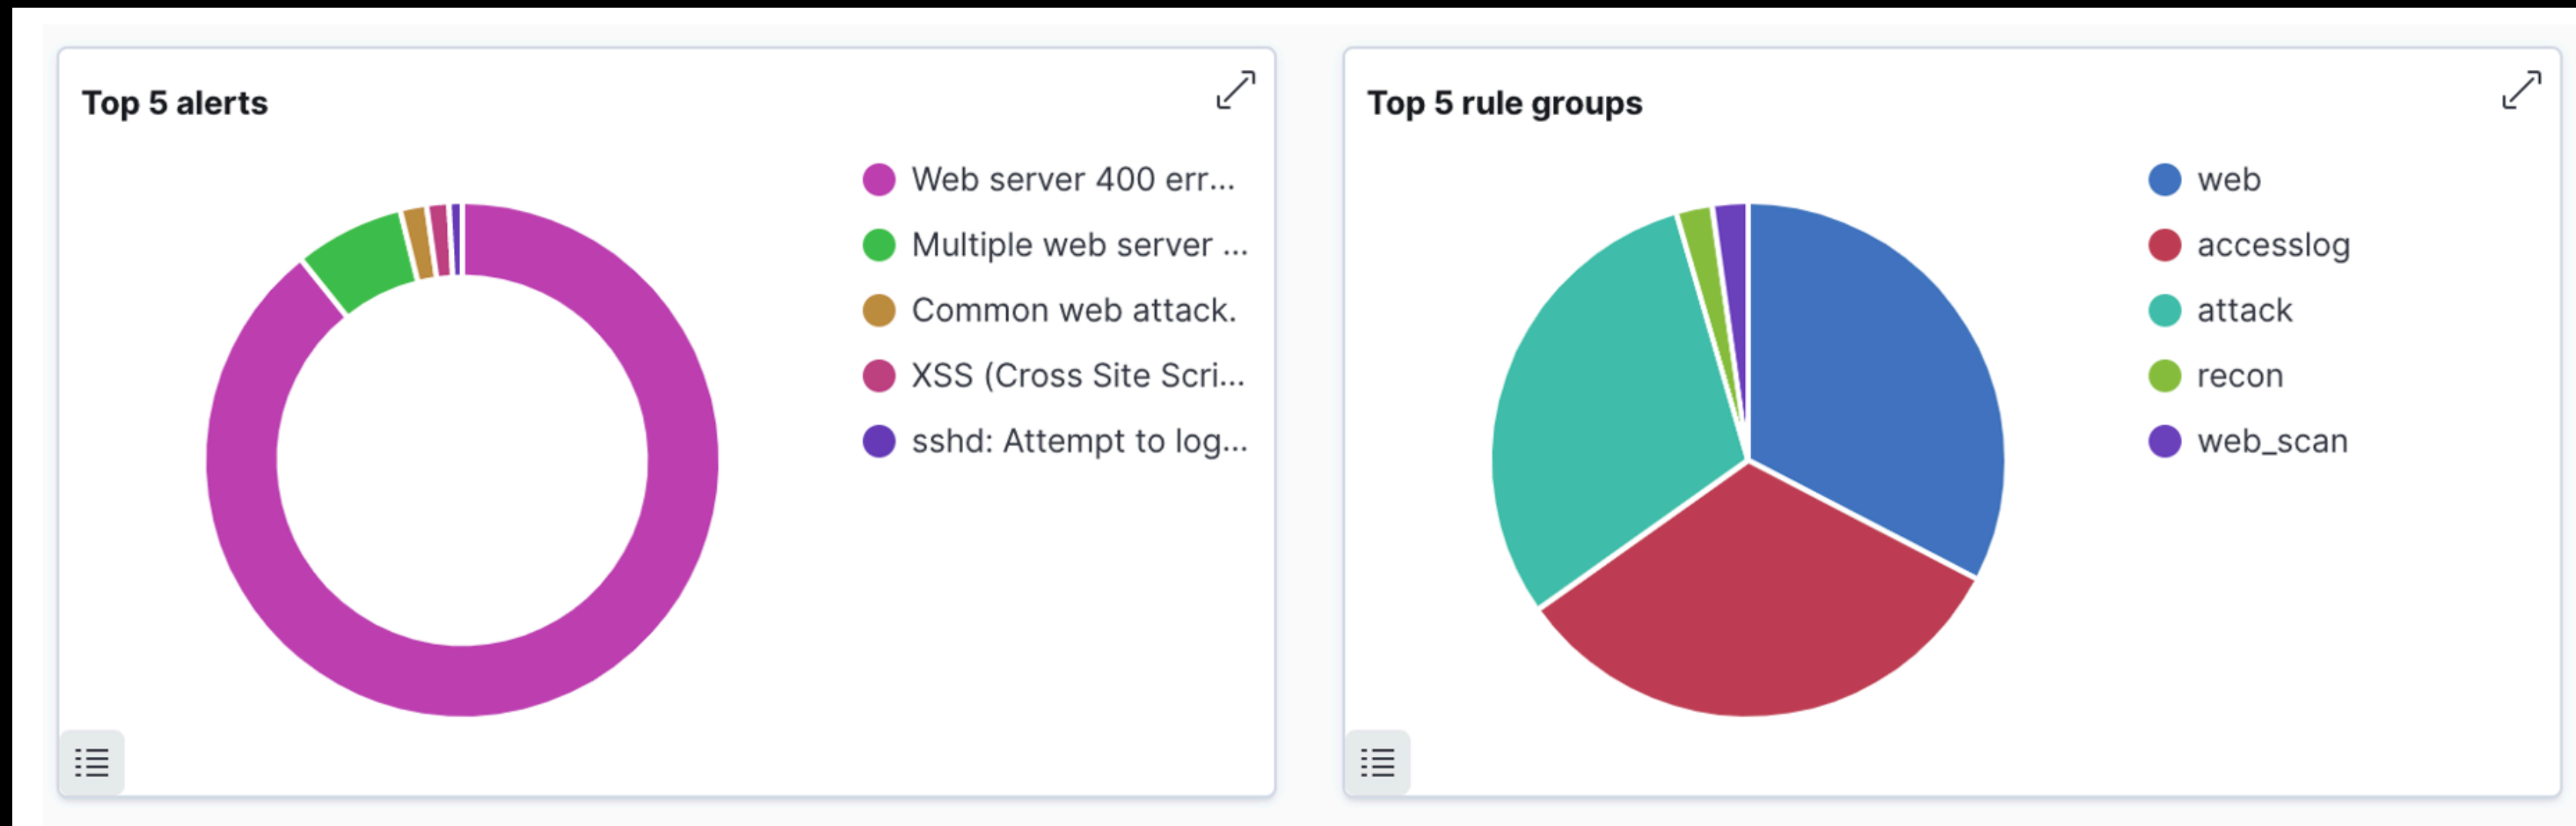 Top 5 alerts
Web server 400 err...
Multiple web server ...
Common web attack.
XSS (Cross Site Scri...
sshd: Attempt to log...
Top 5 rule groups
web
accesslog
attack
recon
web_scan